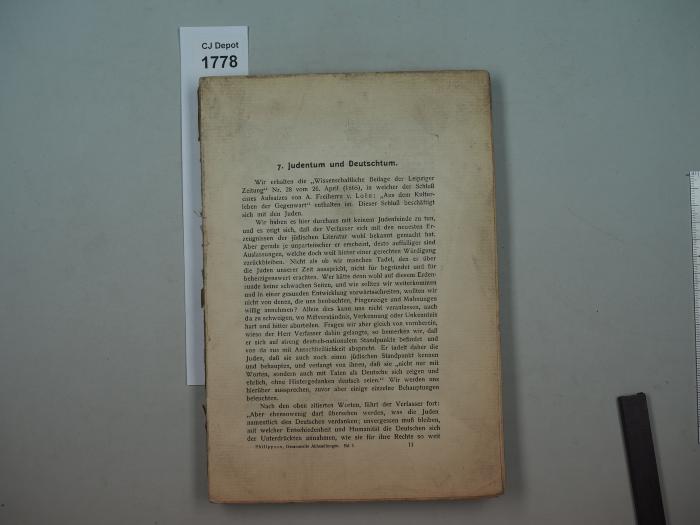 CJ Depot
1778
7. Judentum und Deutschtum.
Wir erhalten die „Wissenschaftliche Beilage der Leipziger
Zeitung“ Nr. 28 vom 26. April (1865), in welcher der Schluß
eines Aufsatzes von A. Freiherrn v. Loën: „Aus dem Kultur-
leben der Gegenwart“ enthalten ist. Dieser Schluß beschäftigt
sich mit den Juden.
Wir haben es hier durchaus mit keinem Judenfeinde zu tun,
und es zeigt sich, daß der Verfasser sich mit den neuesten Er-
zeugnissen der jüdischen Literatur wohl bekannt gemacht hat.
Aber gerade je unparteiischer er erscheint, desto auffälliger sind
Auslassungen, welche doch weit hinter einer gerechten Würdigung
zurückbleiben. Nicht als ob wir manchen Tadel, den er über
die Juden unserer Zeit ausspricht, nicht für begründet und für
beherzigenswert erachten. Wer hätte denn wohl auf diesem Erden-
runde keine schwachen Seiten, und wie sollten wir weiterkommen
und in einer gesunden Entwicklung vorwärtsschreiten, wollten wir
nicht von denen, die uns beobachten, Fingerzeige und Mahnungen
willig annehmen? Allein dies kann uns nicht veranlassen, auch
da zu schweigen, wo Mißverständnis, Verkennung oder Unkenntnis
hart und bitter aburteilen. Fragen wir aber gleich von vornherein,
wieso der Herr Verfasser dahin gelangte, so bemerken wir, daß
er sich auf streng deutsch-nationalem Standpunkte befindet und
von da aus mit Ausschließlichkeit abspricht. Er tadelt daher die
Juden, daß sie auch noch einen jüdischen Standpunkt kennen
und behaupten, und verlangt von ihnen, daß sie „nicht nur mit
Worten, sondern auch mit Taten als Deutsche sich zeigen und
ehrlich, ohne Hintergedanken deutsch seien.“ Wir werden uns
hierüber aussprechen, zuvor aber einige einzelne Behauptungen
beleuchten.
Nach den oben zitierten Worten, fährt der Verfasser fort:
„Aber ebensowenig darf übersehen werden, was die Juden
namentlich den Deutschen verdanken; unvergessen muß bleiben,
mit welcher Entschiedenheit und Humanität die Deutschen sich
der Unterdrückten annahmen, wie sie für ihre Rechte so weit
Philippson, Gesammelte Abhandlungen. Bd. I. 11